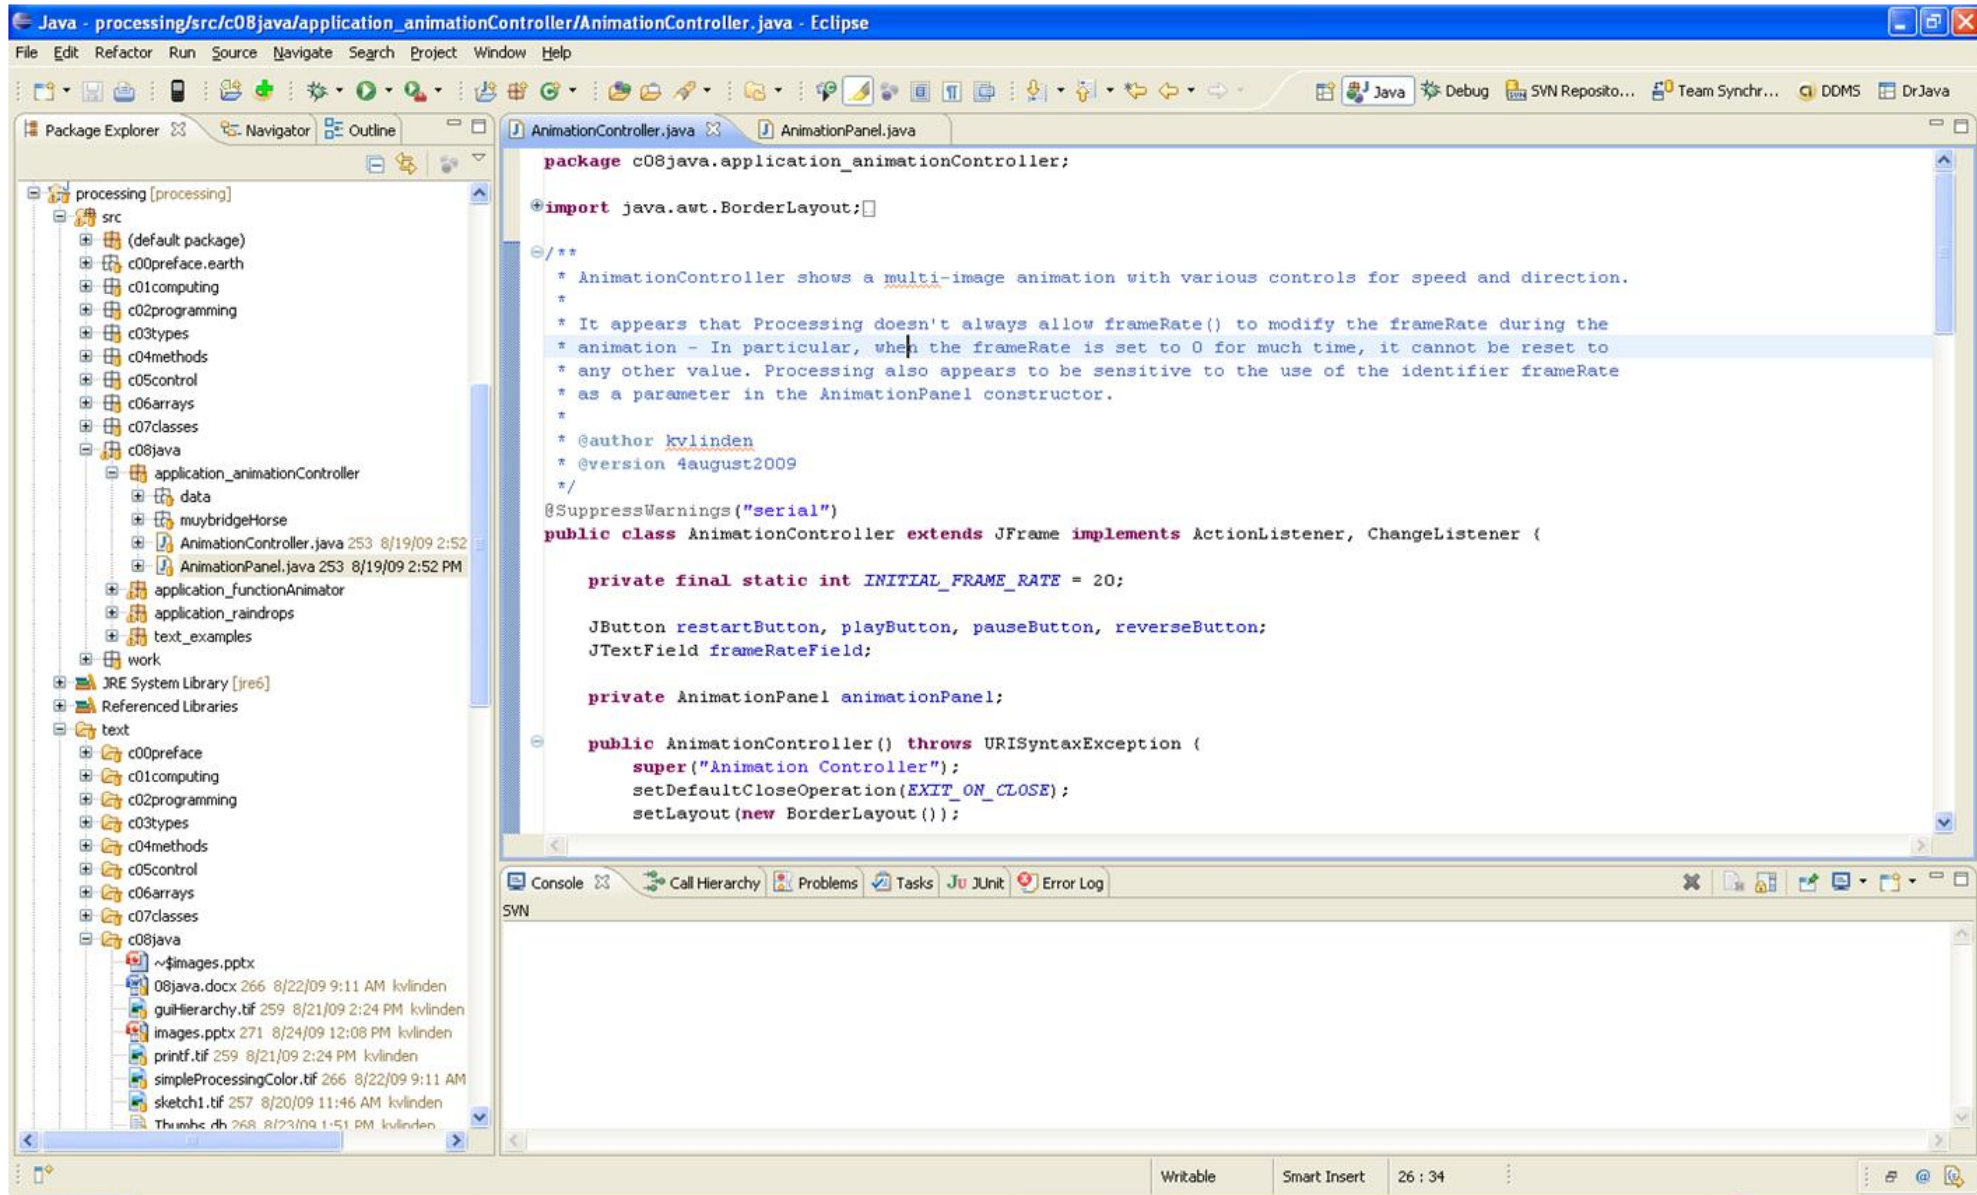 Java - processing/src/c08java/application_animationController/AnimationController.java - Eclipse
File Edit Refactor Run Source Navigate Search Project Window Help
Java Debug SVN Reposito... Team Synchr... DDMS DrJava
Package Explorer Navigator Outline
processing [processing]
src
(default package)
c00preface.earth
c01computing
c02programming
c03types
c04methods
c05control
c06arrays
c07classes
c08java
application_animationController
data
muybridgeHorse
AnimationController.java 253 8/19/09 2:52
AnimationPanel.java 253 8/19/09 2:52 PM
application_functionAnimator
application_raindrops
text_examples
work
JRE System Library [jre6]
Referenced Libraries
text
c00preface
c01computing
c02programming
c03types
c04methods
c05control
c06arrays
c07classes
c08java
~$images.pptx
08java.docx 266 8/22/09 9:11 AM kvlinden
guiHierarchy.tif 259 8/21/09 2:24 PM kvlinden
images.pptx 271 8/24/09 12:08 PM kvlinden
printf.tif 259 8/21/09 2:24 PM kvlinden
simpleProcessingColor.tif 266 8/22/09 9:11 AM
sketch1.tif 257 8/20/09 11:46 AM kvlinden
Thumbs.db 268 8/23/09 1:51 PM kvlinden
AnimationController.java AnimationPanel.java
package c08java.application_animationController;
import java.awt.BorderLayout;
/**
* AnimationController shows a multi-image animation with various controls for speed and direction.
*
* It appears that Processing doesn't always allow frameRate() to modify the frameRate during the
* animation - In particular, when the frameRate is set to 0 for much time, it cannot be reset to
* any other value. Processing also appears to be sensitive to the use of the identifier frameRate
* as a parameter in the AnimationPanel constructor.
*
* @author kvlinden
* @version 4august2009
*/
@SuppressWarnings("serial")
public class AnimationController extends JFrame implements ActionListener, ChangeListener {
private final static int INITIAL_FRAME_RATE = 20;
JButton restartButton, playButton, pauseButton, reverseButton;
JTextField frameRateField;
private AnimationPanel animationPanel;
public AnimationController() throws URISyntaxException {
super("Animation Controller");
setDefaultCloseOperation(EXIT_ON_CLOSE);
setLayout(new BorderLayout());
Console Call Hierarchy Problems Tasks JUnit Error Log
SVN
Writable Smart Insert 26 : 34